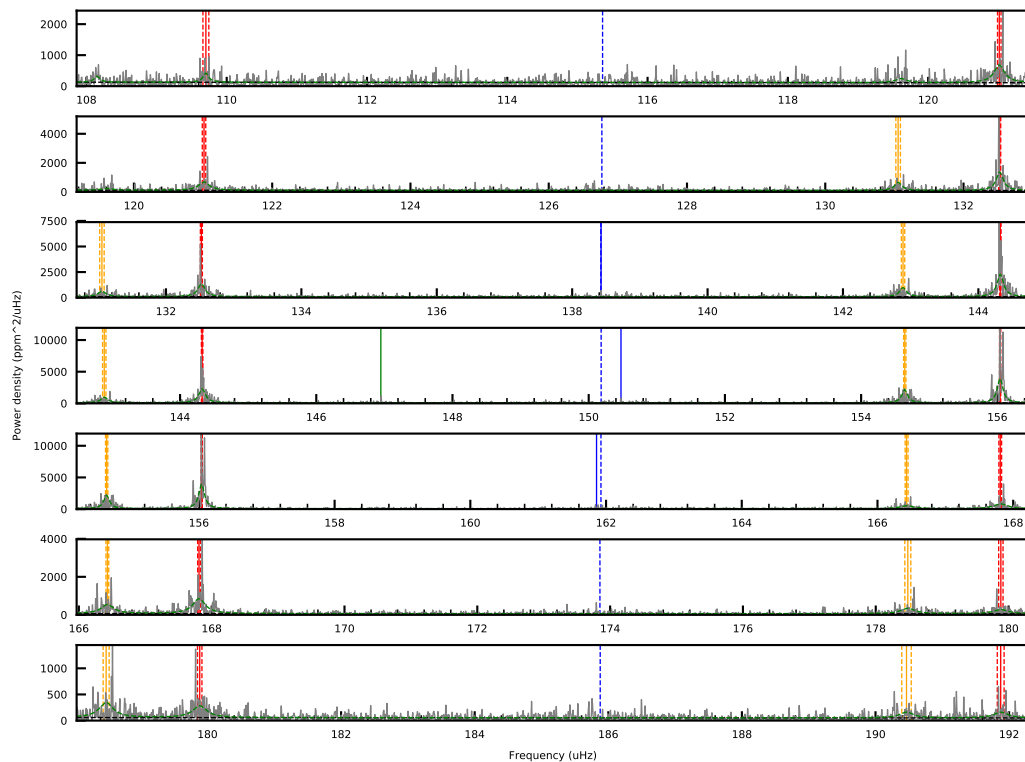 2000
1000
0
108 110 112 114 116 118 120
4000
2000
0
120 122 124 126 128 130 132
7500
5000
2500
0
132 134 136 138 140 142 144
10000
5000
0
144 146 148 150 152 154 156
Power density (ppm^2/uHz)
10000
5000
0
156 158 160 162 164 166 168
4000
2000
0
166 168 170 172 174 176 178 180
1000
500
0
180 182 184 186 188 190 192
Frequency (uHz)